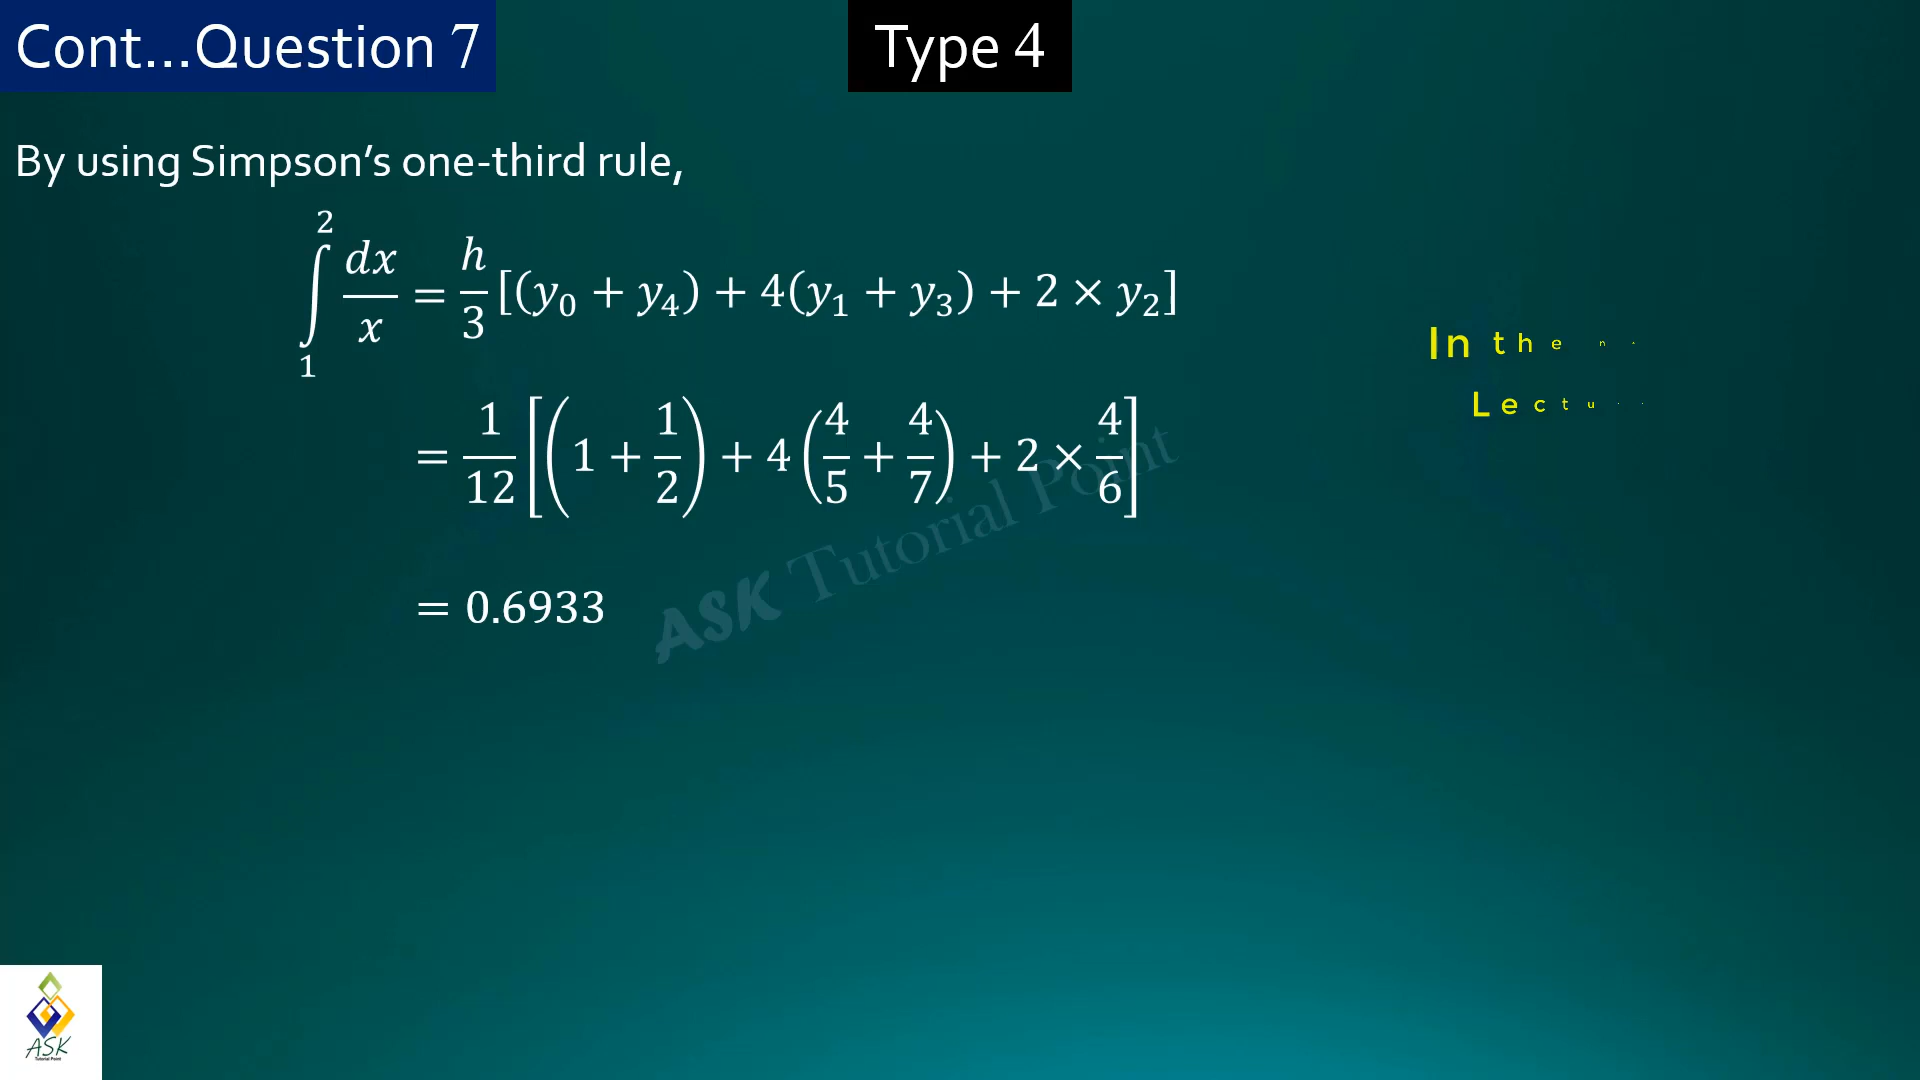 Cont...Question 7
Type 4
By using Simpson’s one-third rule,
∫₁² dx/x = h/3 [(y₀ + y₄) + 4(y₁ + y₃) + 2 × y₂]
= 1/12 [(1 + 1/2) + 4(4/5 + 4/7) + 2 × 4/6]
= 0.6933
In the
ASK Tutorial Point
ASK
Tutorial Point